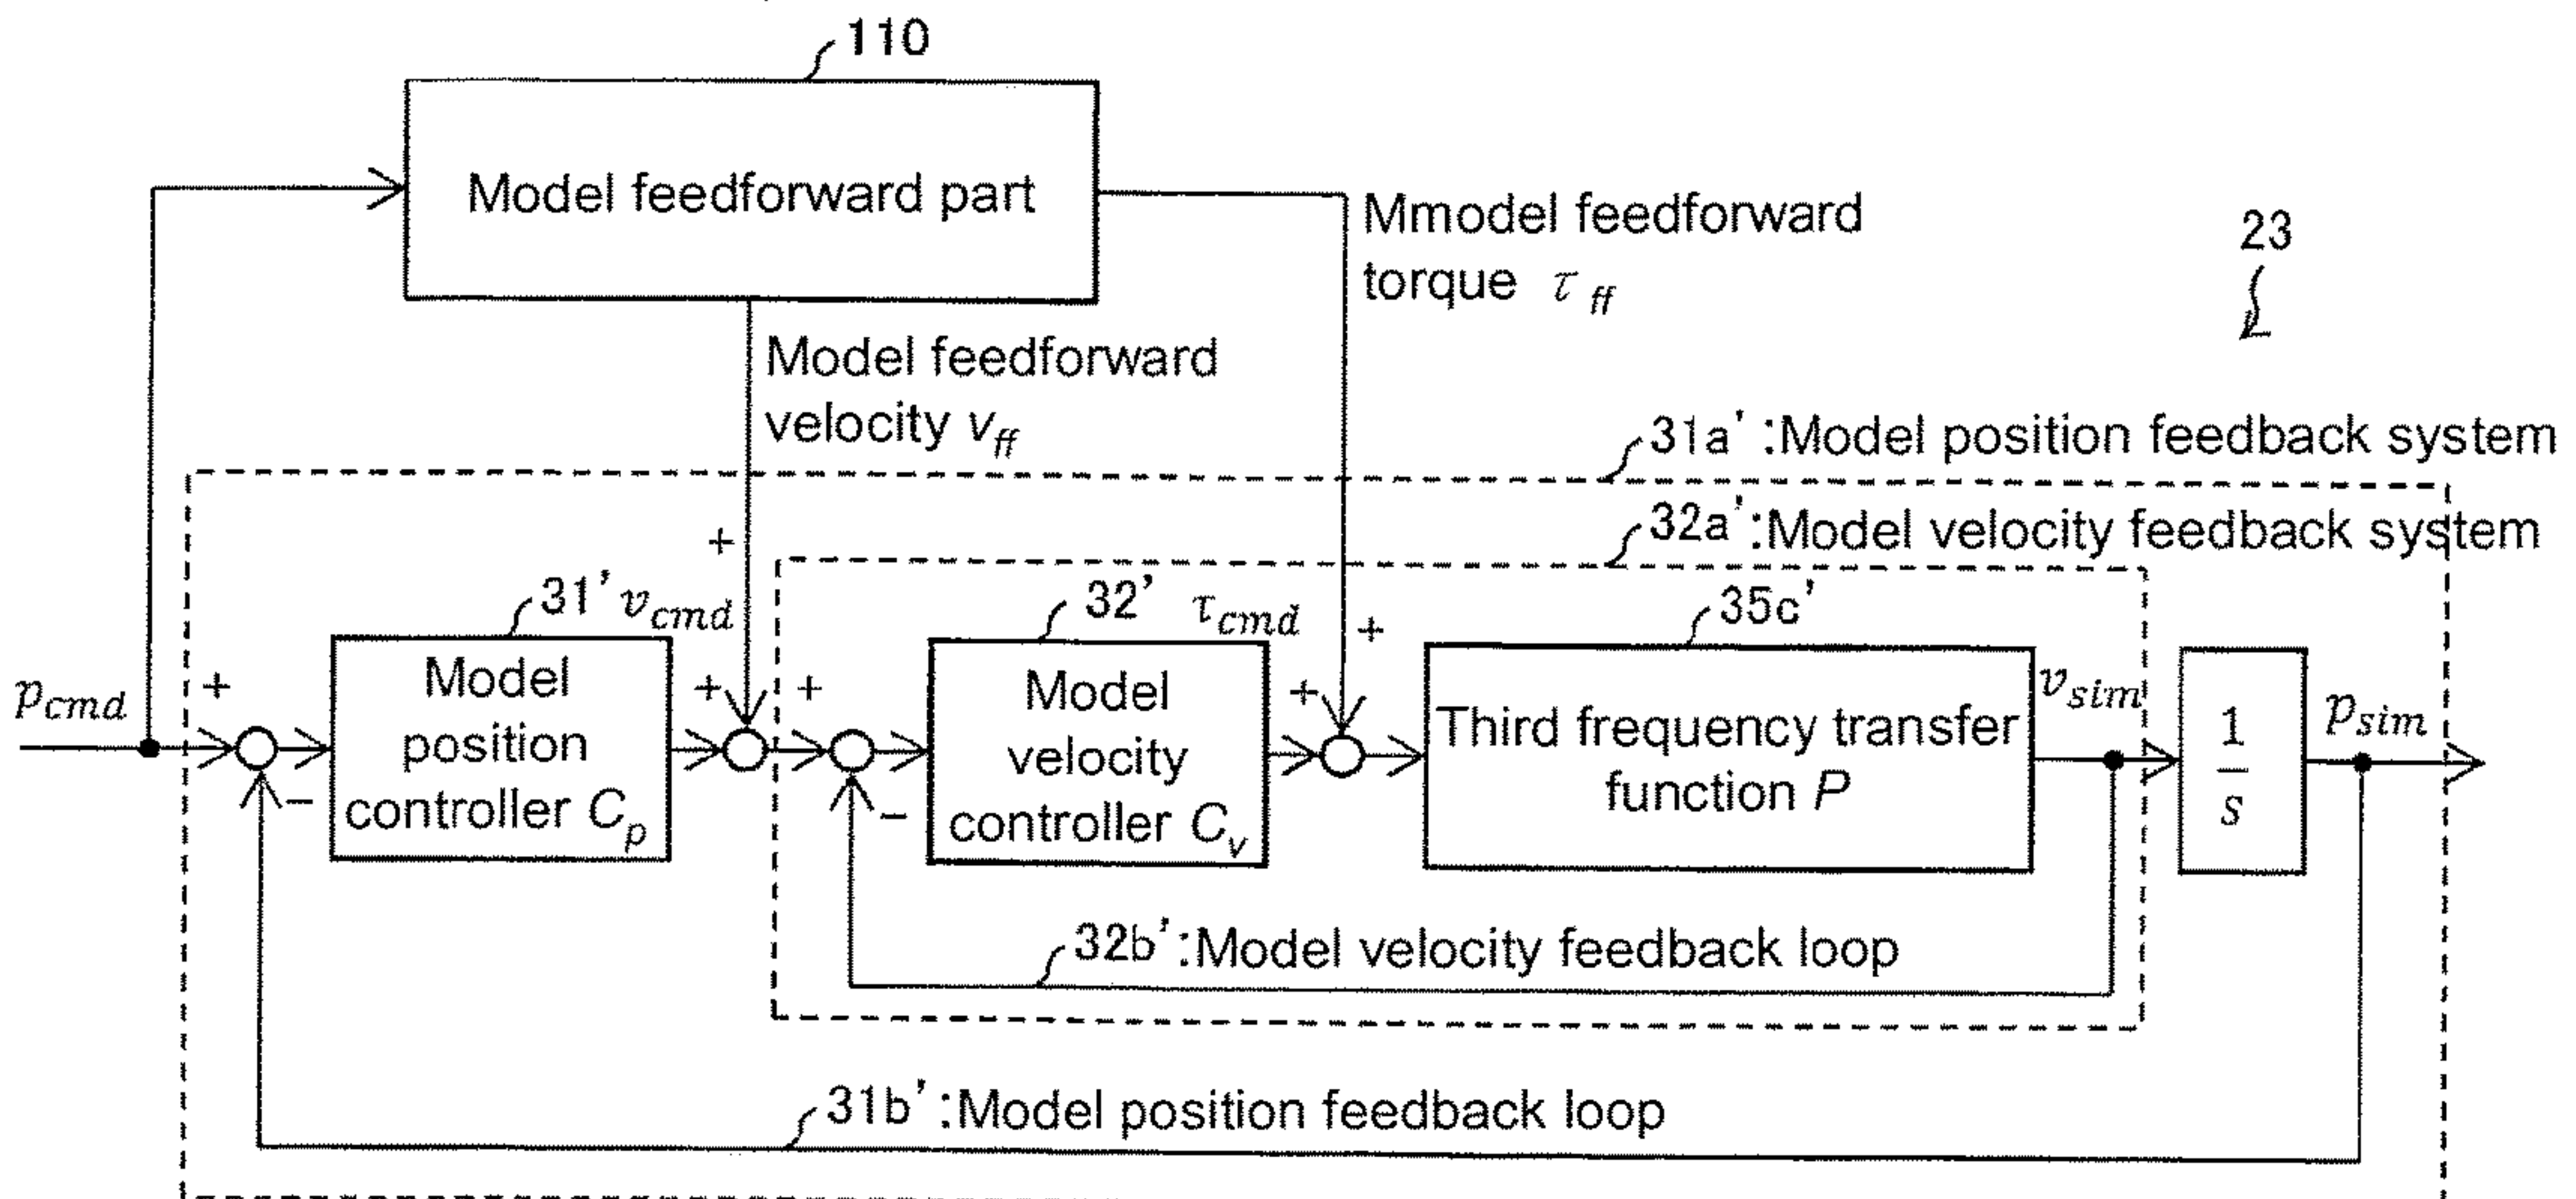 110
Model feedforward part
Mmodel feedforward
torque τff
23
Model feedforward
velocity vff
31a':Model position feedback system
32a':Model velocity feedback system
+
31' vcmd
32' τcmd
+
35c'
pcmd
+
Model
position
controller Cp
+
+
Model
velocity
controller Cv
+
Third frequency transfer
function P
vsim
1
s
psim
−
−
32b':Model velocity feedback loop
31b':Model position feedback loop